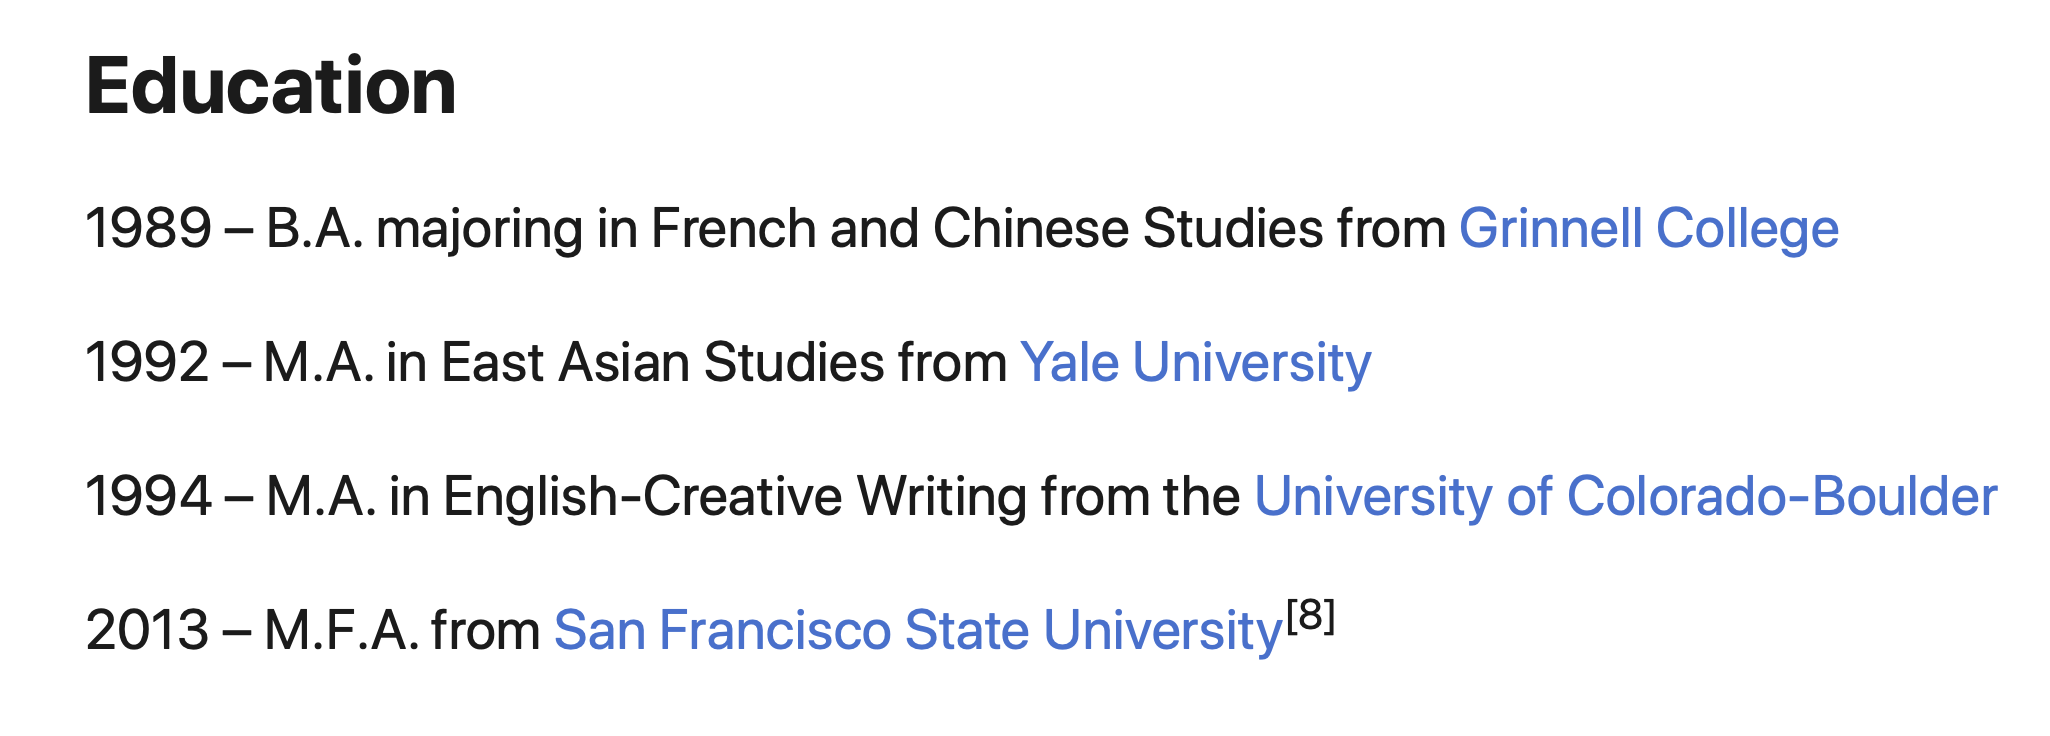 Education
1989 – B.A. majoring in French and Chinese Studies from Grinnell College
1992 – M.A. in East Asian Studies from Yale University
1994 – M.A. in English-Creative Writing from the University of Colorado-Boulder
2013 – M.F.A. from San Francisco State University[8]